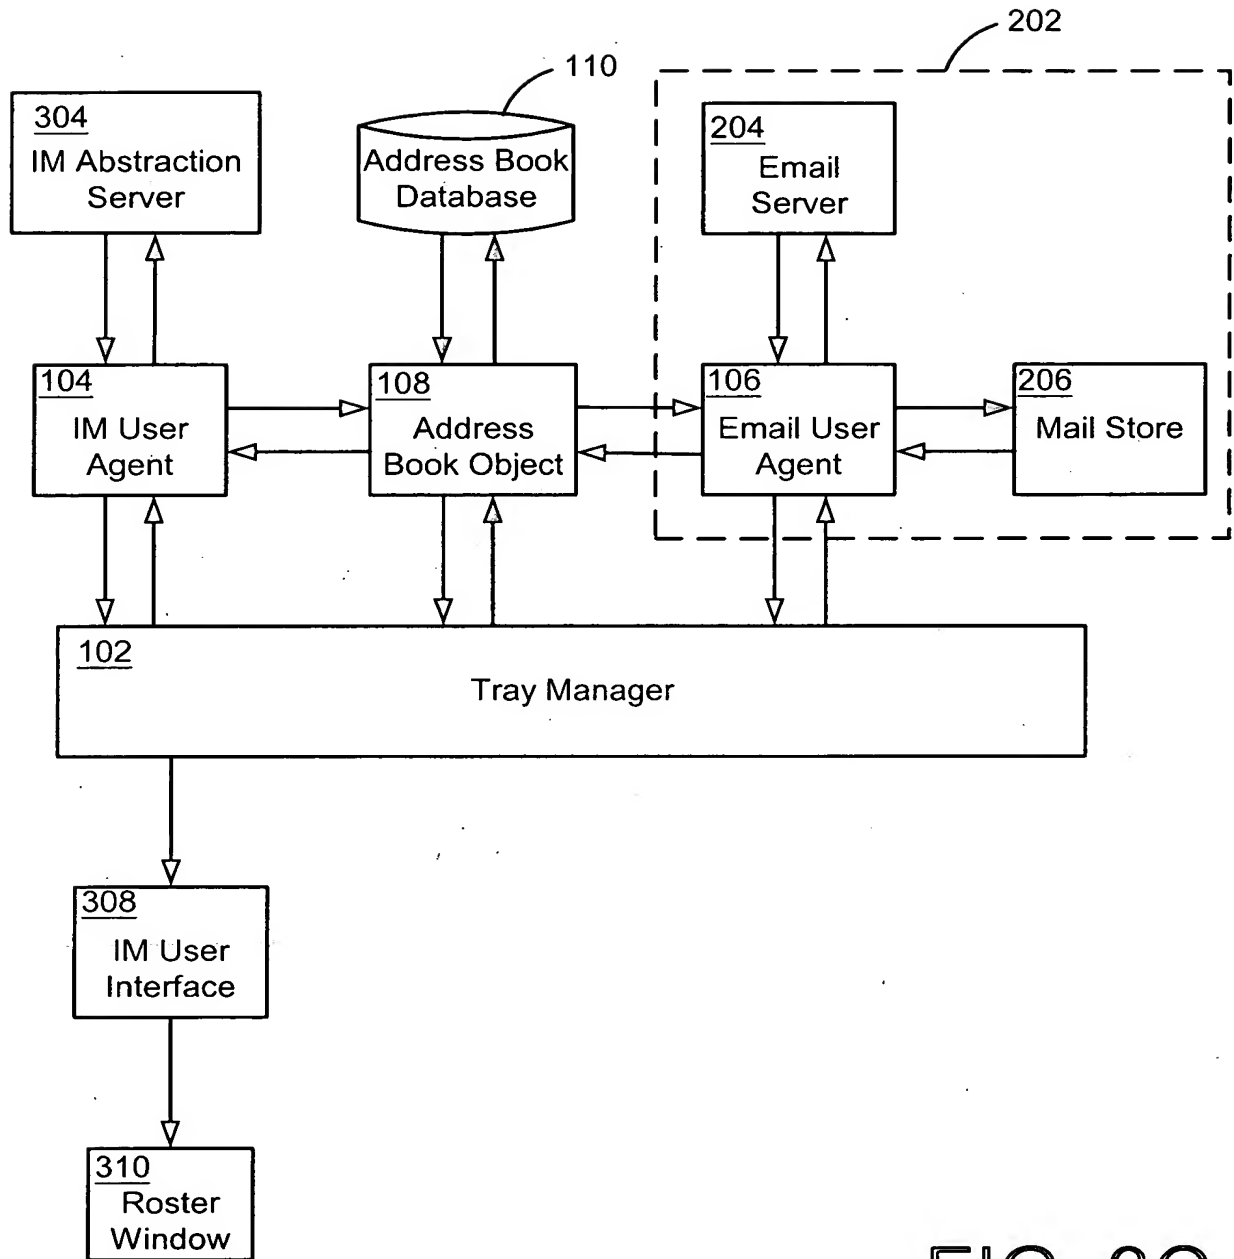 202
110
304
IM Abstraction
Server
Address Book
Database
204
Email
Server
104
IM User
Agent
108
Address
Book Object
106
Email User
Agent
206
Mail Store
102
Tray Manager
308
IM User
Interface
310
Roster
Window